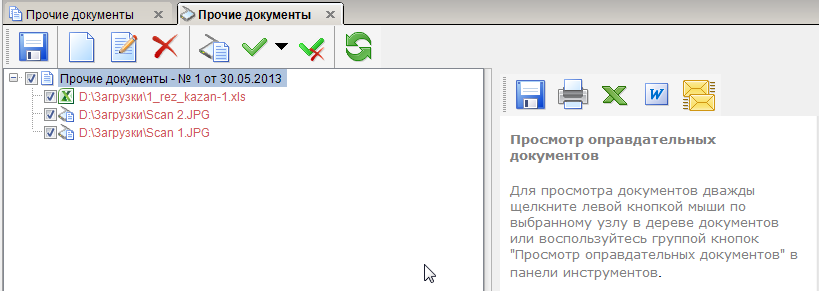 Прочие документы
Прочие документы
Прочие документы - № 1 от 30.05.2013
D:\Загрузки\1_rez_kazan-1.xls
D:\Загрузки\Scan 2.JPG
D:\Загрузки\Scan 1.JPG
Просмотр оправдательных
документов
Для просмотра документов дважды
щелкните левой кнопкой мыши по
выбранному узлу в дереве документов
или воспользуйтесь группой кнопок
"Просмотр оправдательных документов" в
панели инструментов.